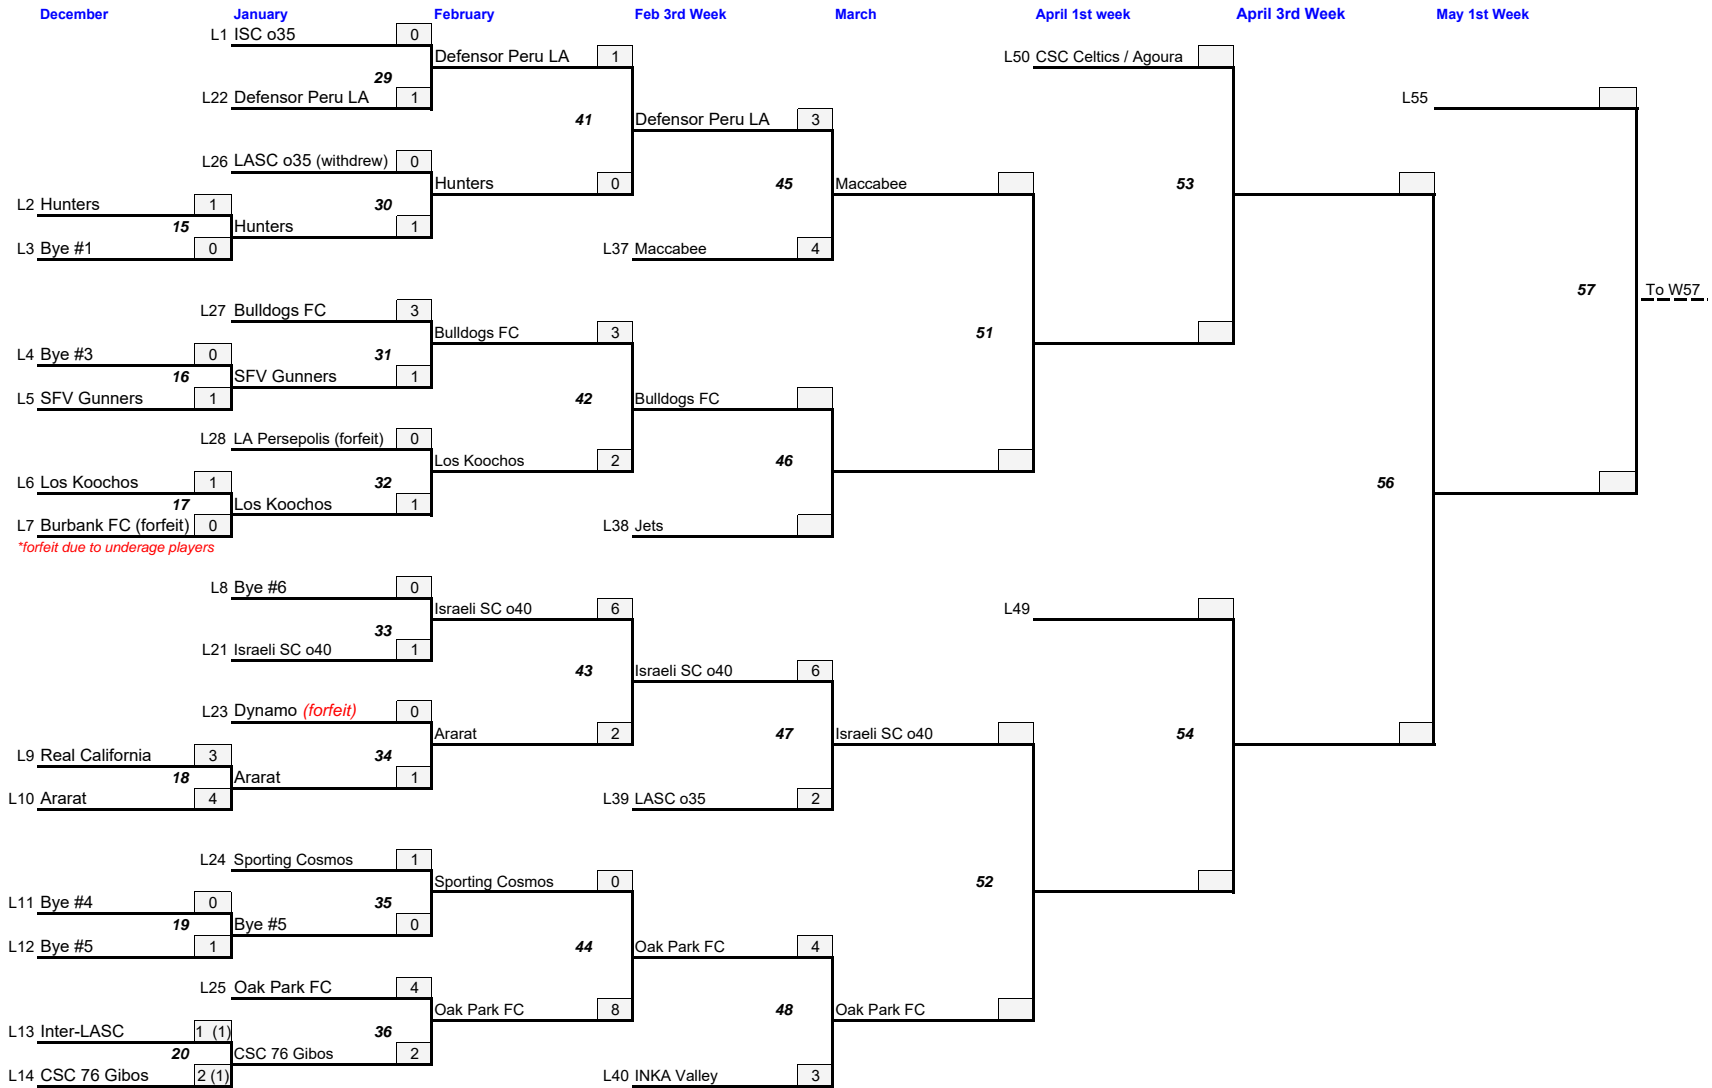 December January February Feb 3rd Week March April 1st week April 3rd Week May 1st Week
L1 ISC o35 0
Defensor Peru LA 1
L50 CSC Celtics / Agoura
29
L22 Defensor Peru LA 1
L55
41
Defensor Peru LA 3
L26 LASC o35 (withdrew) 0
Hunters 0
45
Maccabee
53
L2 Hunters 1
30
15
Hunters 1
L3 Bye #1 0
L37 Maccabee 4
57
To W57
L27 Bulldogs FC 3
Bulldogs FC 3
51
L4 Bye #3 0
31
16
SFV Gunners 1
L5 SFV Gunners 1
42
Bulldogs FC
L28 LA Persepolis (forfeit) 0
Los Koochos 2
46
L6 Los Koochos 1
32
56
17
Los Koochos 1
L7 Burbank FC (forfeit) 0
L38 Jets
*forfeit due to underage players
L8 Bye #6 0
Israeli SC o40 6
L49
33
L21 Israeli SC o40 1
43
Israeli SC o40 6
L23 Dynamo (forfeit) 0
Ararat 2
47
Israeli SC o40
54
L9 Real California 3
34
18
Ararat 1
L10 Ararat 4
L39 LASC o35 2
L24 Sporting Cosmos 1
Sporting Cosmos 0
52
L11 Bye #4 0
35
19
Bye #5 0
L12 Bye #5 1
44
Oak Park FC 4
L25 Oak Park FC 4
Oak Park FC 8
48
Oak Park FC
L13 Inter-LASC 1 (1)
36
20
CSC 76 Gibos 2
L14 CSC 76 Gibos 2 (1)
L40 INKA Valley 3